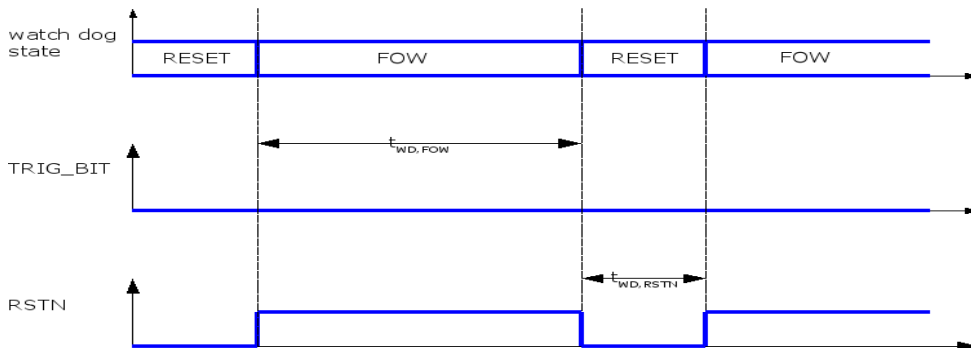 watch dog
state
RESET FOW RESET FOW
tWD,FOW
TRIG_BIT
tWD,RSTN
RSTN